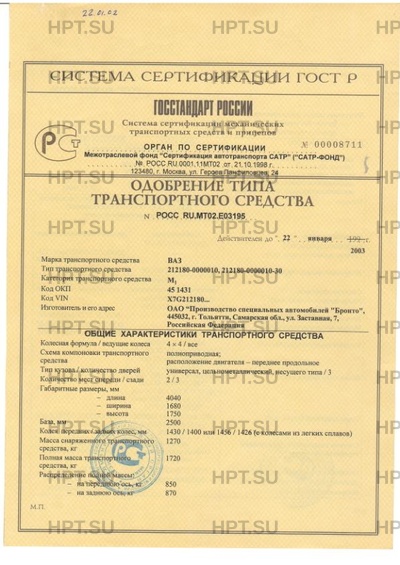 22.01.02
СИСТЕМА СЕРТИФИКАЦИИ ГОСТ Р
ГОССТАНДАРТ РОССИИ
Система сертификации механических
транспортных средств и прицепов
ОРГАН ПО СЕРТИФИКАЦИИ
№ 00008711
Межотраслевой фонд "Сертификация автотранспорта САТР" ("САТР-ФОНД")
№ РОСС RU.0001.11МТ02 от. 21.10.1998 г.
123480, г. Москва, ул. Героев Панфиловцев, 24
ОДОБРЕНИЕ ТИПА
ТРАНСПОРТНОГО СРЕДСТВА
N РОСС RU.МТ02.Е03195
Действителен до " 22 " января 199 г.
2003
Марка транспортного средства ВАЗ
Тип транспортного средства 212180-0000010, 212180-0000010-30
Категория транспортного средства М1
Код ОКП 45 1431
Код VIN X7G212180...
Изготовитель и его адрес ОАО "Производство специальных автомобилей "Бронто",
445032, г. Тольятти, Самарская обл., ул. Заставная, 7,
Российская Федерация
ОБЩИЕ ХАРАКТЕРИСТИКИ ТРАНСПОРТНОГО СРЕДСТВА
Колесная формула / ведущие колеса 4 × 4 / все
Схема компоновки транспортного полноприводная;
средства расположение двигателя – переднее продольное
Тип кузова / количество дверей универсал, цельнометаллический, несущего типа / 3
Количество мест спереди / сзади 2 / 3
Габаритные размеры, мм
– длина 4040
– ширина 1680
– высота 1750
База, мм 2500
Колея передних / задних колес, мм 1430 / 1400 или 1456 / 1426 (с колесами из легких сплавов)
Масса снаряженного транспортного 1270
средства, кг
Полная масса транспортного 1720
средства, кг
Распределение полной массы:
– на переднюю ось, кг 850
– на заднюю ось, кг 870
М.П.
HPT.SU